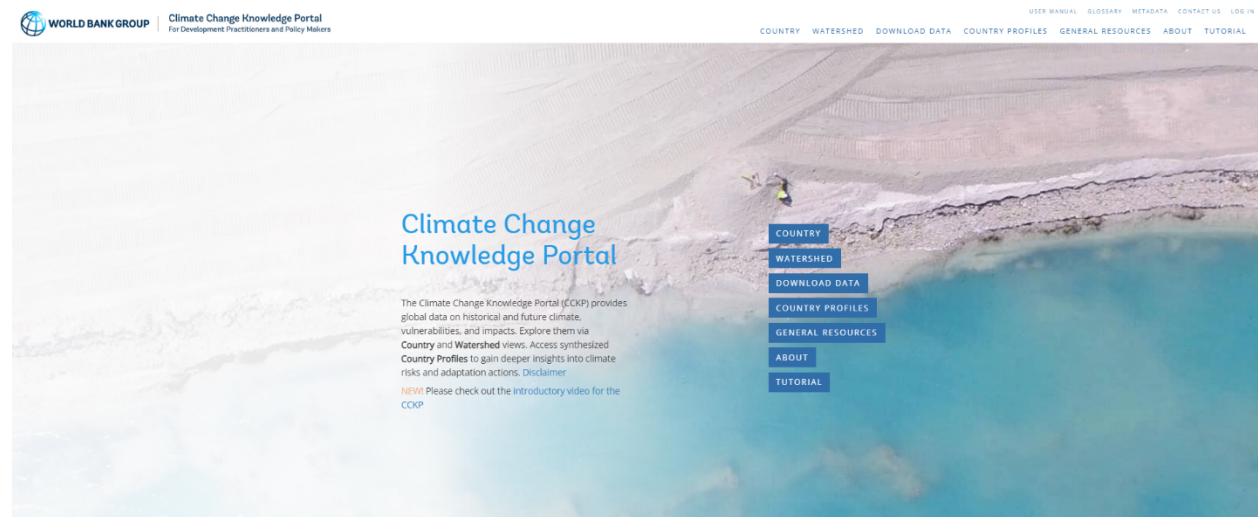 USER MANUAL GLOSSARY METADATA CONTACT US LOG IN
WORLD BANK GROUP
Climate Change Knowledge Portal
For Development Practitioners and Policy Makers
COUNTRY WATERSHED DOWNLOAD DATA COUNTRY PROFILES GENERAL RESOURCES ABOUT TUTORIAL
Climate Change
Knowledge Portal
The Climate Change Knowledge Portal (CCKP) provides
global data on historical and future climate,
vulnerabilities, and impacts. Explore them via
Country and Watershed views. Access synthesized
Country Profiles to gain deeper insights into climate
risks and adaptation actions. Disclaimer
NEW! Please check out the introductory video for the
CCKP
COUNTRY
WATERSHED
DOWNLOAD DATA
COUNTRY PROFILES
GENERAL RESOURCES
ABOUT
TUTORIAL